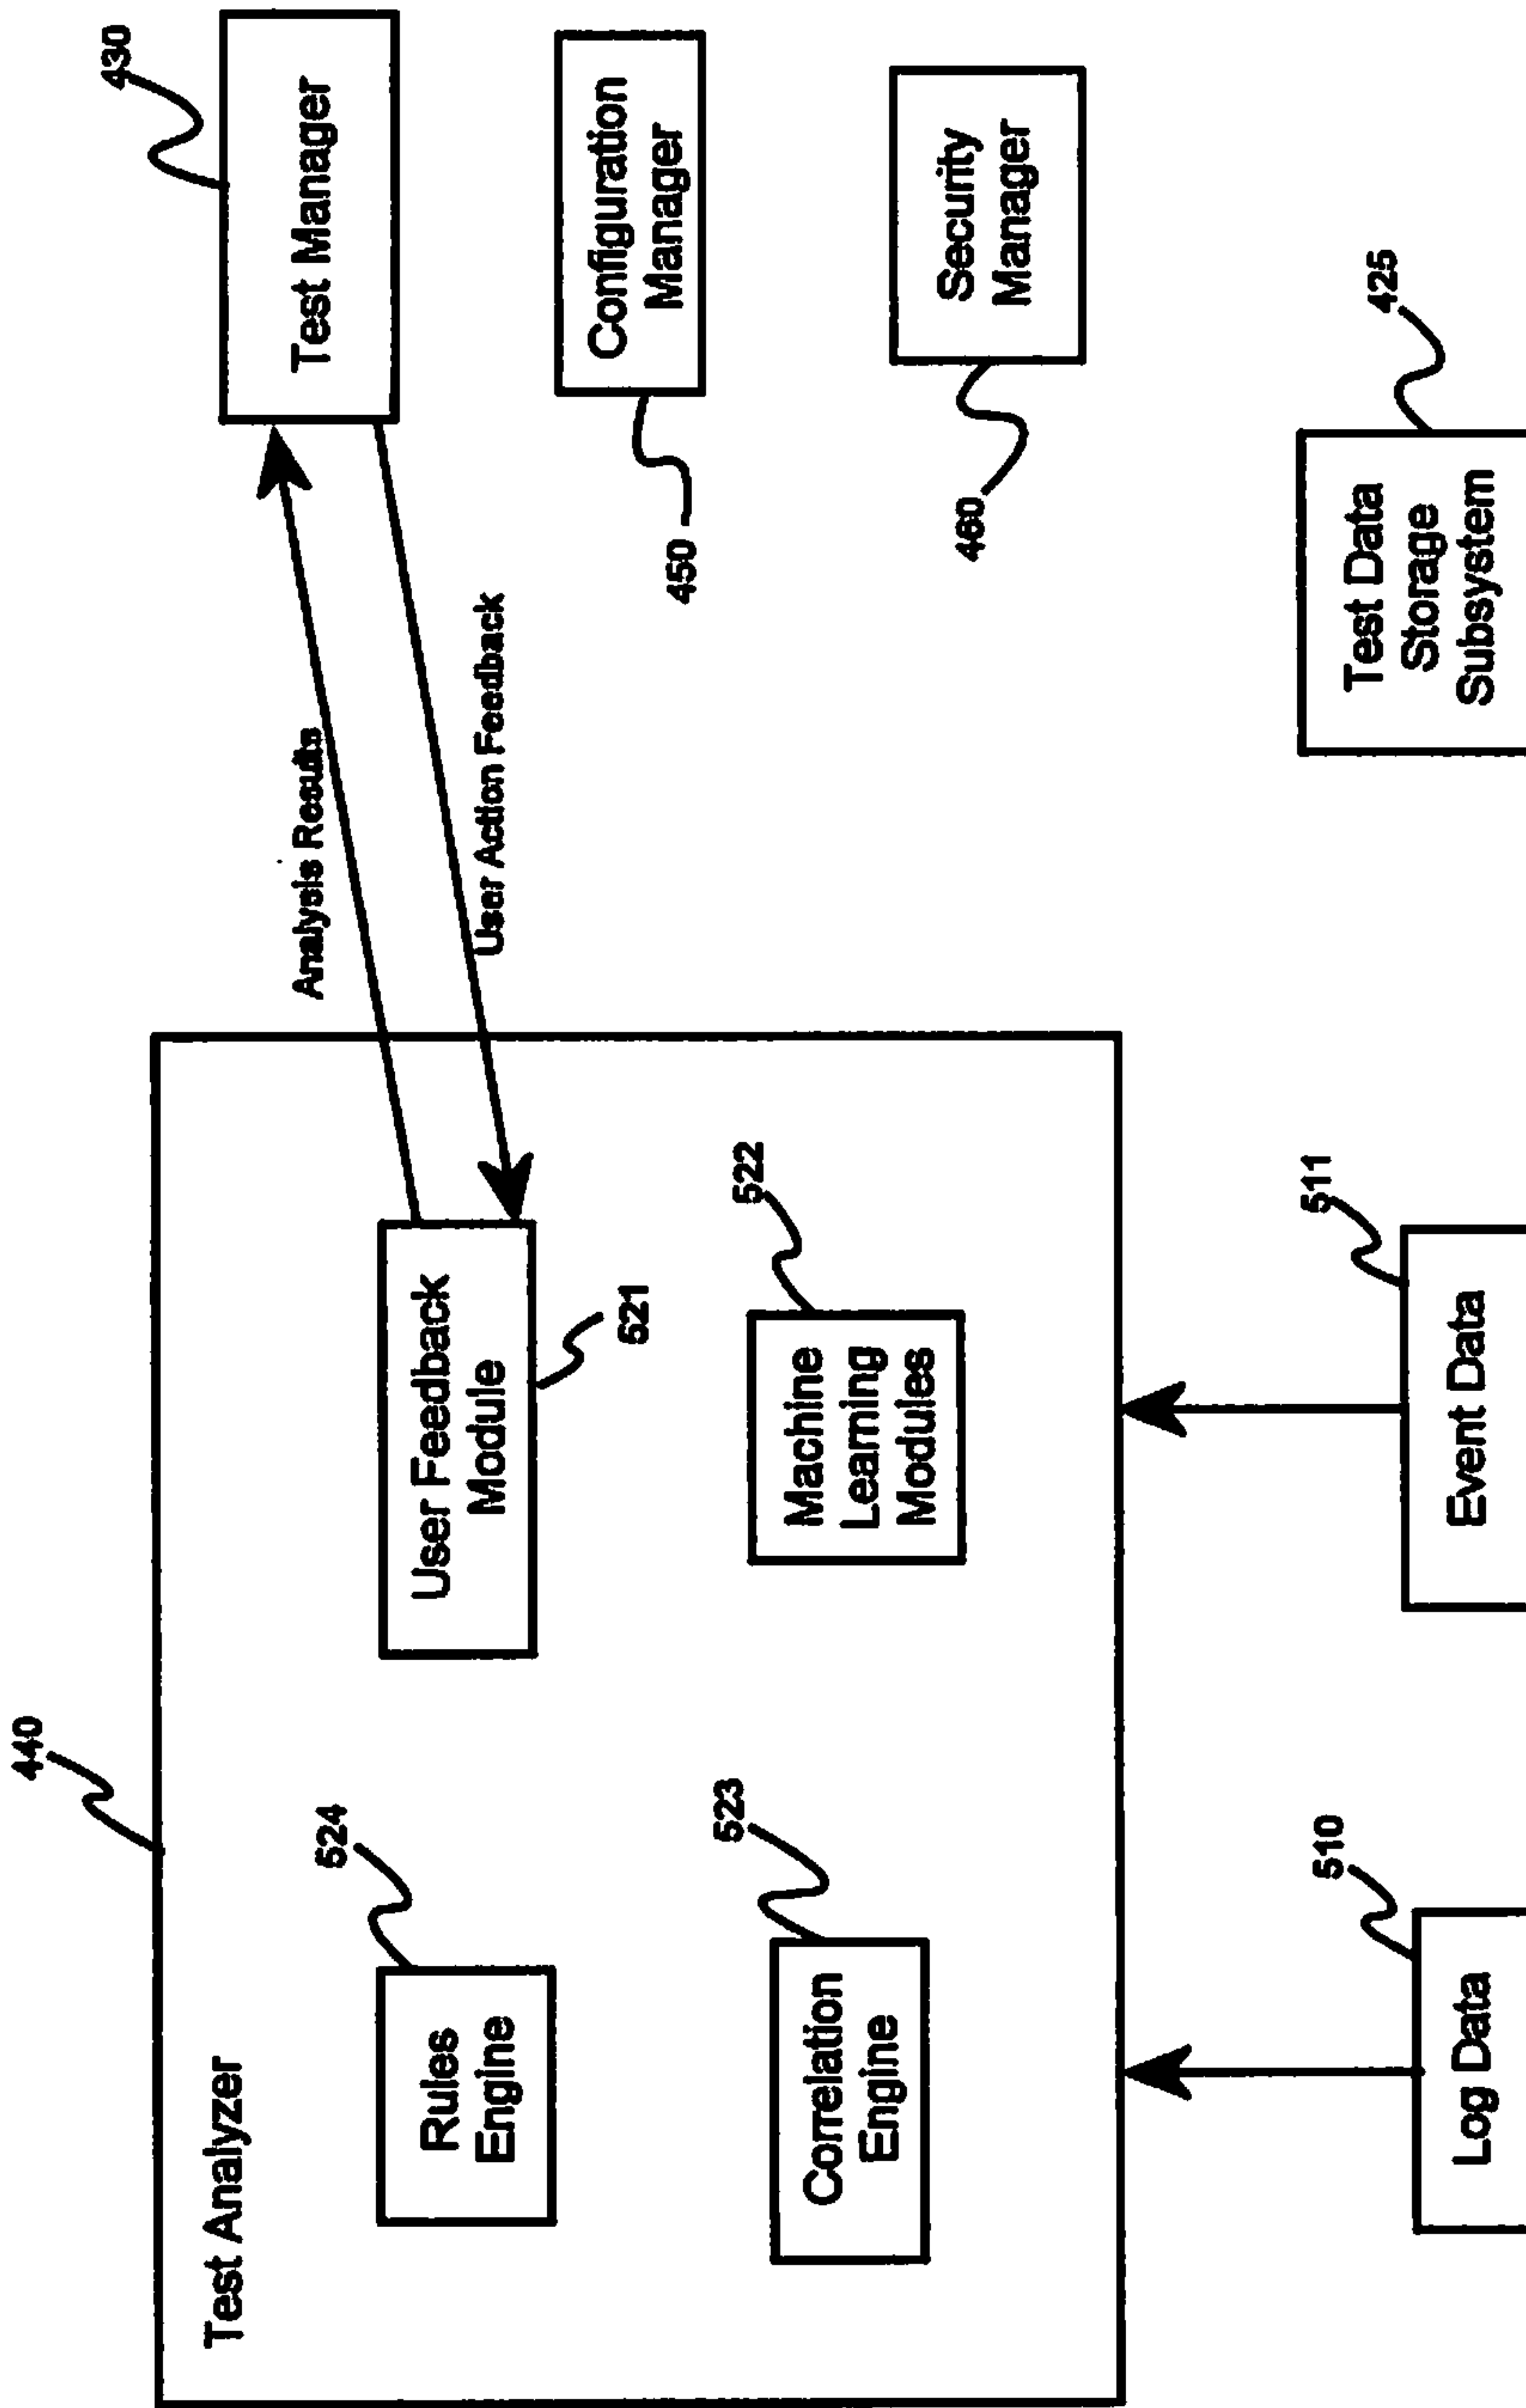 440
Test Analyzer
524
Rules
Engine
User Feedback
Module
521
523
Correlation
Engine
522
Machine
Learning
Modules
Analysis Results
User Action Feedback
430
Test Manager
Configuration
Manager
450
Security
Manager
460
510
Log Data
511
Event Data
425
Test Data
Storage
Subsystem